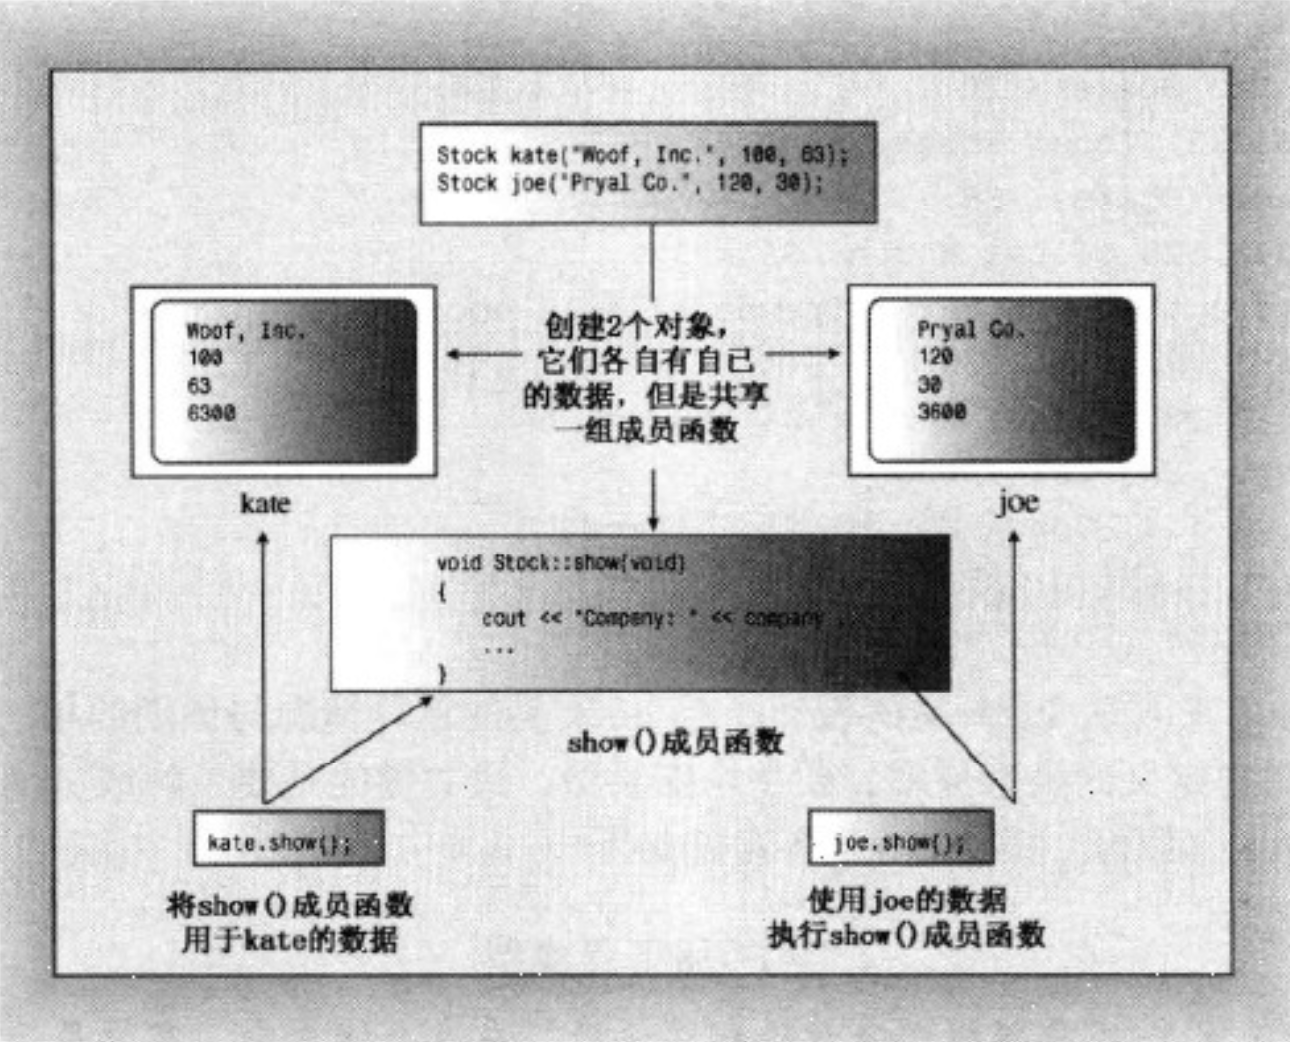 Stock kate("Woof, Inc.", 100, 63);
Stock joe("Pryal Co.", 120, 30);
Woof, Inc.
100
63
6300
kate
创建2个对象，
它们各自有自己
的数据，但是共享
一组成员函数
Pryal Co.
120
30
3600
joe
void Stock::show(void)
{
cout << "Company: " << company
...
}
show()成员函数
kate.show();
将show()成员函数
用于kate的数据
joe.show();
使用joe的数据
执行show()成员函数